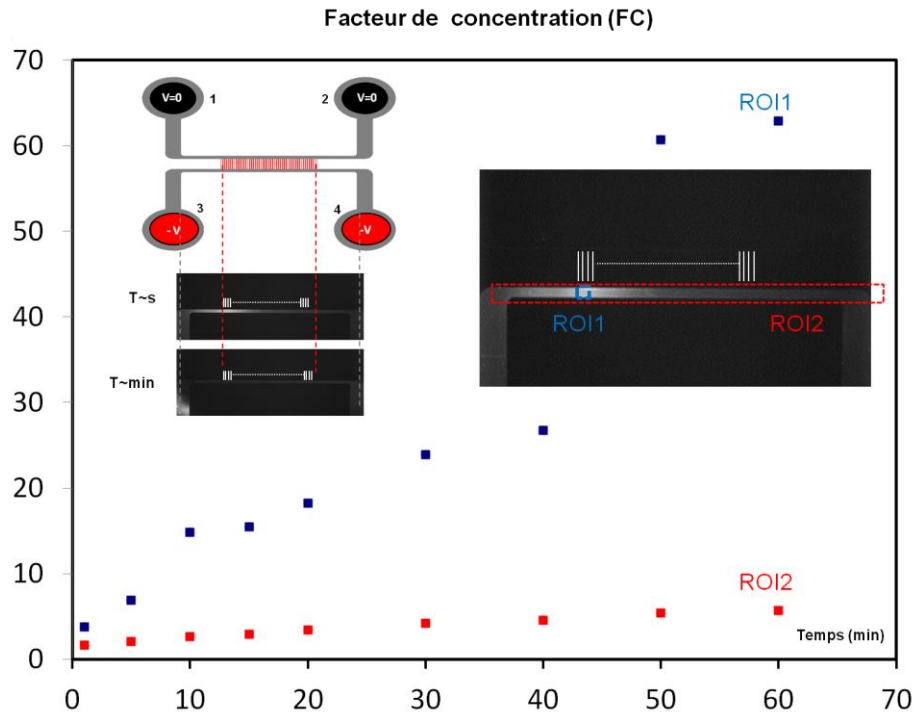 Facteur de concentration (FC)
70
60
50
40
30
20
10
0
V=0
1
2
V=0
3
- V
4
- V
T~s
T~min
ROI1
ROI1
ROI2
ROI2
Temps (min)
0 10 20 30 40 50 60 70